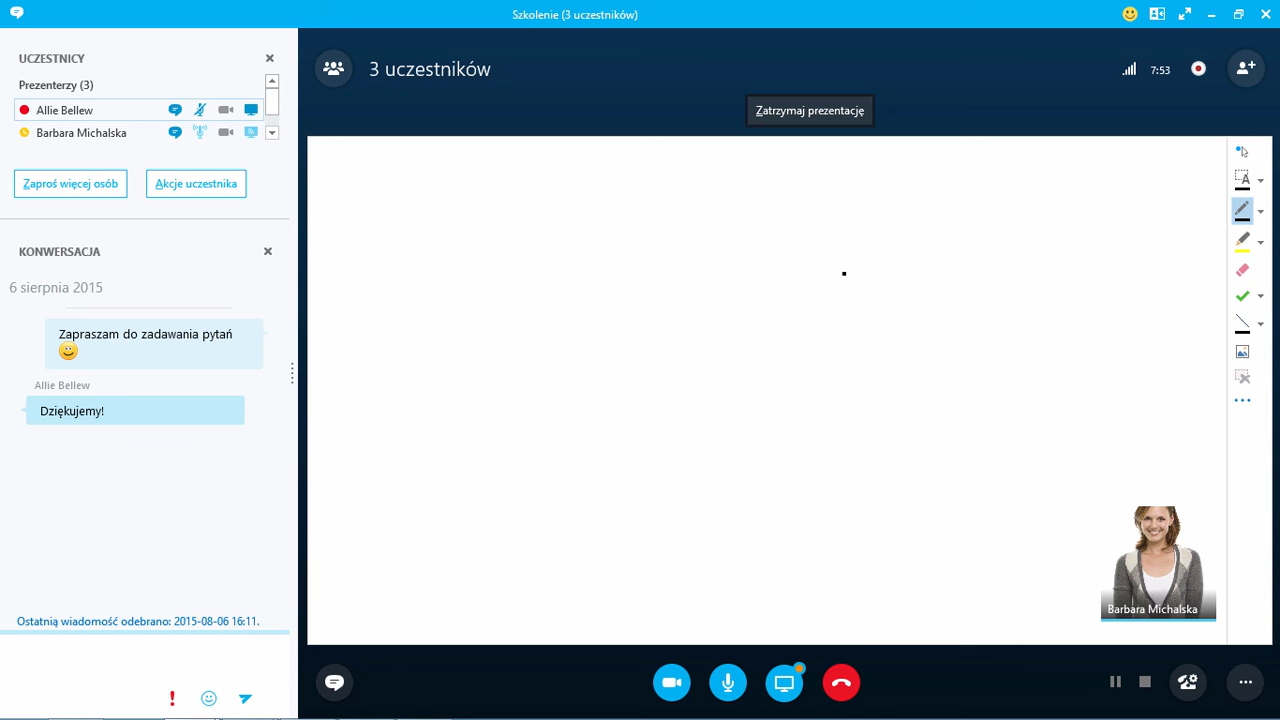 Szkolenie (3 uczestników)
UCZESTNICY
Prezenterzy (3)
Allie Bellew
Barbara Michalska
Zaproś więcej osób
Akcje uczestnika
KONWERSACJA
6 sierpnia 2015
Zapraszam do zadawania pytań
Allie Bellew
Dziękujemy!
Ostatnią wiadomość odebrano: 2015-08-06 16:11.
3 uczestników
7:53
Zatrzymaj prezentację
A
Barbara Michalska